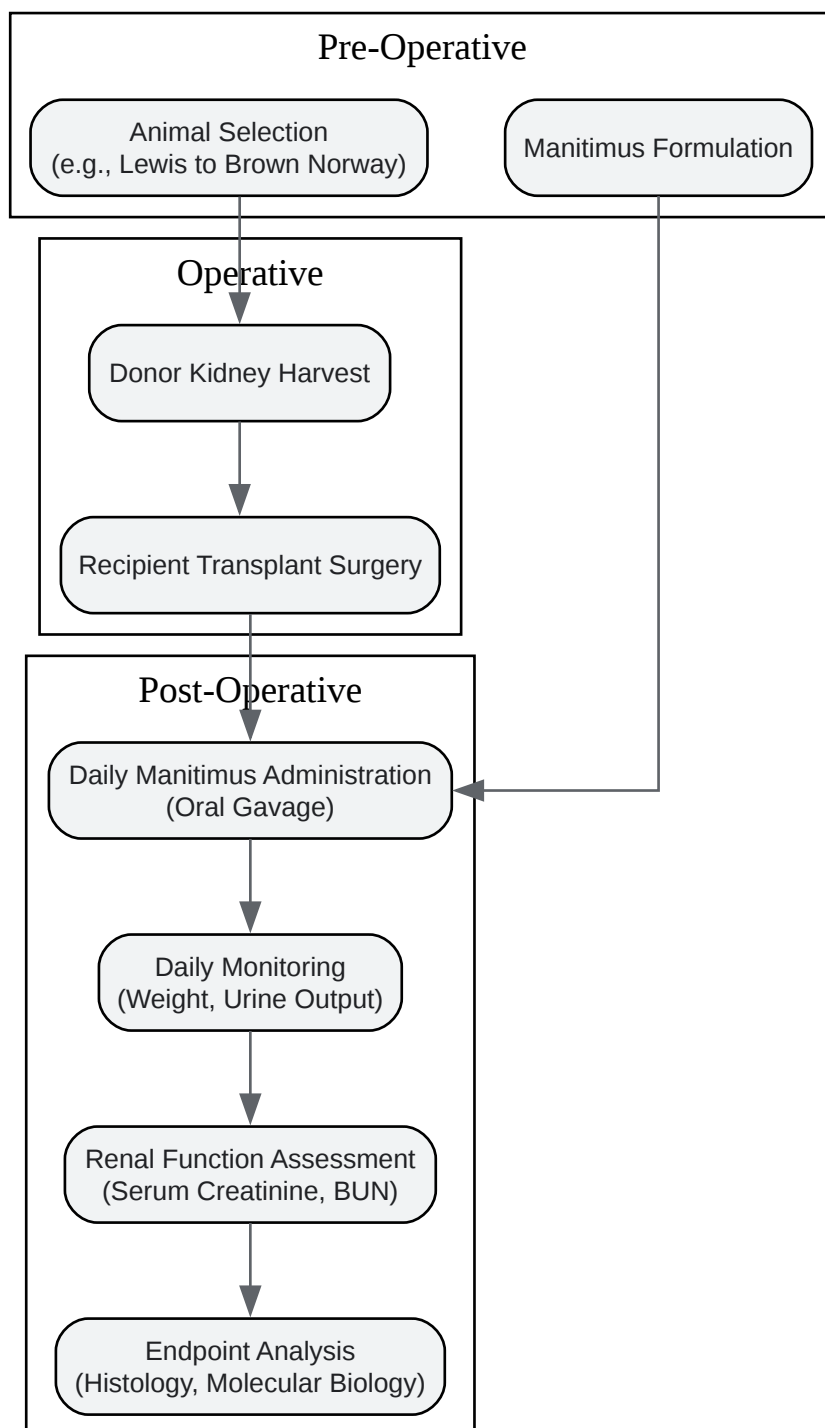 Pre-Operative
Animal Selection
(e.g., Lewis to Brown Norway)
Manitimus Formulation
Operative
Donor Kidney Harvest
Recipient Transplant Surgery
Post-Operative
Daily Manitimus Administration
(Oral Gavage)
Daily Monitoring
(Weight, Urine Output)
Renal Function Assessment
(Serum Creatinine, BUN)
Endpoint Analysis
(Histology, Molecular Biology)